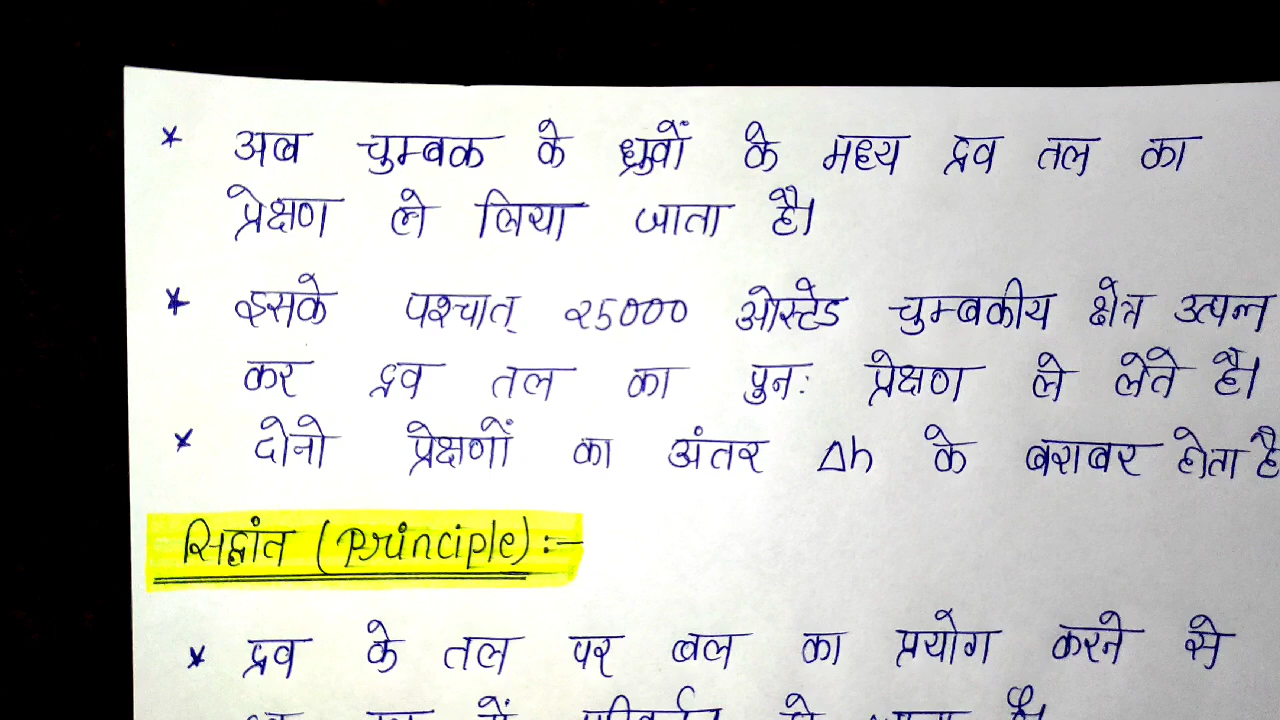 * अब चुम्बक के ध्रुवों के मध्य द्रव तल का
प्रेक्षण ले लिया जाता है।
* इसके पश्चात् 25000 ओस्टेड चुम्बकीय क्षेत्र उत्पन्न
कर द्रव तल का पुनः प्रेक्षण ले लेते है।
* दोनो प्रेक्षणों का अंतर Δh के बराबर होता है
सिद्धांत (Principle) :-
* द्रव के तल पर बल का प्रयोग करने से